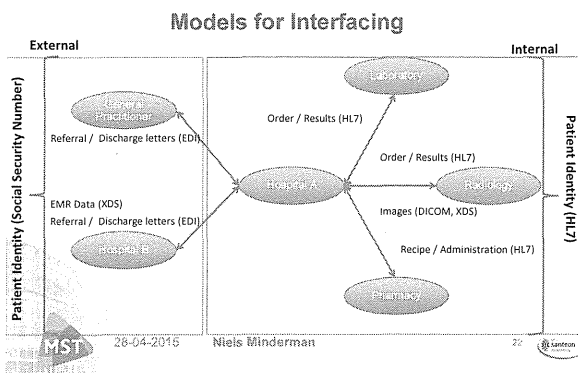 Models for Interfacing
External
Internal
Patient Identity (Social Security Number)
General
Practitioner
Referral / Discharge letters (EDI)
EMR Data (XDS)
Referral / Discharge letters (EDI)
Hospital B
Hospital A
Laboratory
Order / Results (HL7)
Order / Results (HL7)
Radiology
Images (DICOM, XDS)
Recipe / Administration (HL7)
Pharmacy
Patient Identity
(HL7)
MST
28-04-2015
Niels Minderman
22
santeon